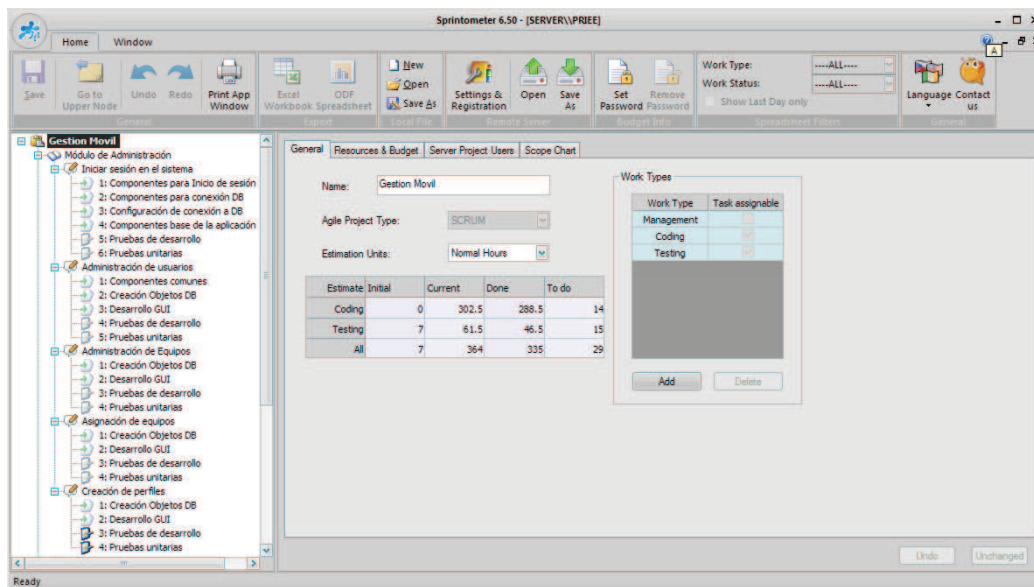 Sprintometer 6.50 - [SERVER\\PRIEE]
Home Window
A
Save
Go to Upper Node
Undo
Redo
Print App Window
General
Excel Workbook
ODF Spreadsheet
Export
New
Open
Save As
Local File
Settings & Registration
Open
Save As
Remote Server
Set Password
Remove Password
Budget Info
Work Type: ----ALL----
Work Status: ----ALL----
Show Last Day only
Spreadsheet Filters
Language
Contact us
General
Gestion Movil
Módulo de Administración
Iniciar sesión en el sistema
1: Componentes para Inicio de sesión
2: Componentes para conexión DB
3: Configuración de conexión a DB
4: Componentes base de la aplicación
5: Pruebas de desarrollo
6: Pruebas unitarias
Administración de usuarios
1: Componentes comunes
2: Creación Objetos DB
3: Desarrollo GUI
4: Pruebas de desarrollo
5: Pruebas unitarias
Administración de Equipos
1: Creación Objetos DB
2: Desarrollo GUI
3: Pruebas de desarrollo
4: Pruebas unitarias
Asignación de equipos
1: Creación Objetos DB
2: Desarrollo GUI
3: Pruebas de desarrollo
4: Pruebas unitarias
Creación de perfiles
1: Creación Objetos DB
2: Desarrollo GUI
3: Pruebas de desarrollo
4: Pruebas unitarias
General Resources & Budget Server Project Users Scope Chart
Name: Gestion Movil
Agile Project Type: SCRUM
Estimation Units: Normal Hours
Estimate Initial Current Done To do
Coding 0 302.5 288.5 14
Testing 7 61.5 46.5 15
All 7 364 335 29
Work Types
Work Type Task assignable
Management
Coding
Testing
Add Delete
Undo Unchanged
Ready